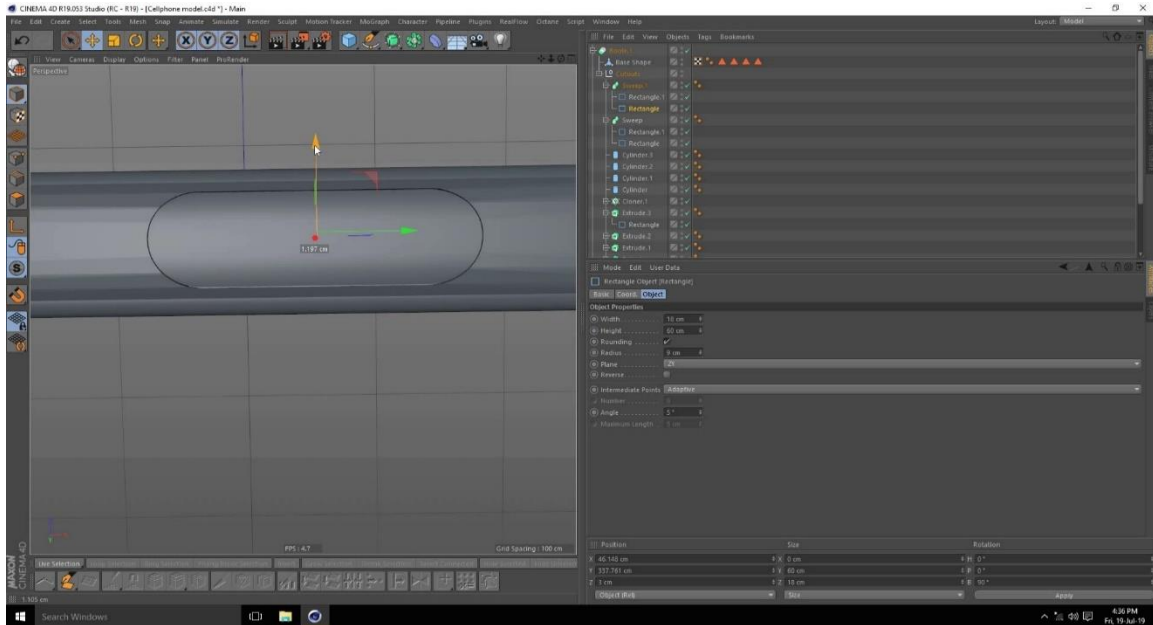 CINEMA 4D R19.053 Studio (RC - R19) - [Cellphone model.c4d *] - Main
File Edit Create Select Tools Mesh Snap Animate Simulate Render Sculpt Motion Tracker MoGraph Character Pipeline Plugins RealFlow Octane Script Window Help
Layout: Model
View Cameras Display Options Filter Panel ProRender
Perspective
1.197 cm
FPS : 4.7
Grid Spacing : 100 cm
Live Selection
MAXON
CINEMA 4D
1.105 cm
File Edit View Objects Tags Bookmarks
Base Shape
Sweep.1
Rectangle.1
Rectangle
Sweep
Rectangle.1
Rectangle
Cylinder.3
Cylinder.2
Cylinder.1
Cylinder
Cloner.1
Extrude.3
Rectangle
Extrude.2
Extrude.1
Mode Edit User Data
Rectangle Object [Rectangle]
Basic Coord. Object
Object Properties
Width 18 cm
Height 60 cm
Rounding
Radius
Plane ZY
Reverse
Intermediate Points Adaptive
Number
Angle 5°
Maximum Length
Position Size Rotation
X 46.148 cm X 0 cm H 0°
Y 337.761 cm Y 60 cm P 0°
Z 1 cm Z 18 cm B 90°
Object (Rel) Size Apply
Search Windows
4:36 PM
Fri, 19-Jul-19